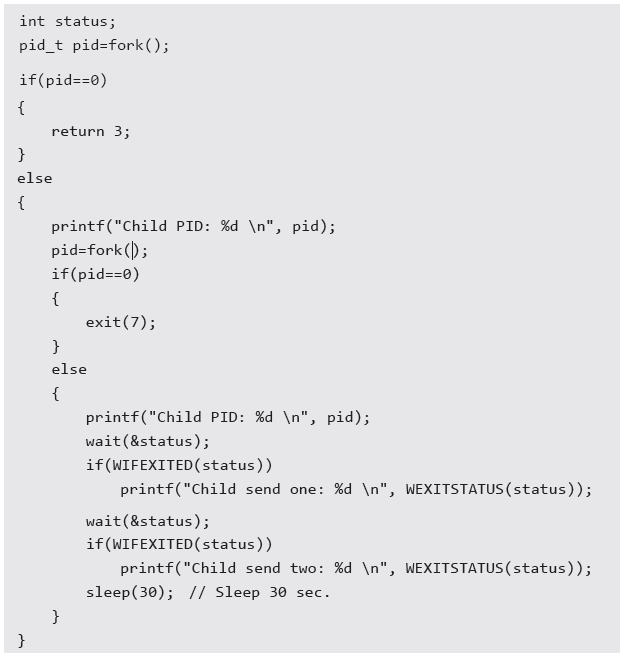 int status;
pid_t pid=fork();
if(pid==0)
{
    return 3;
}
else
{
    printf("Child PID: %d \n", pid);
    pid=fork();
    if(pid==0)
    {
        exit(7);
    }
    else
    {
        printf("Child PID: %d \n", pid);
        wait(&status);
        if(WIFEXITED(status))
            printf("Child send one: %d \n", WEXITSTATUS(status));
        wait(&status);
        if(WIFEXITED(status))
            printf("Child send two: %d \n", WEXITSTATUS(status));
        sleep(30);  // Sleep 30 sec.
    }
}